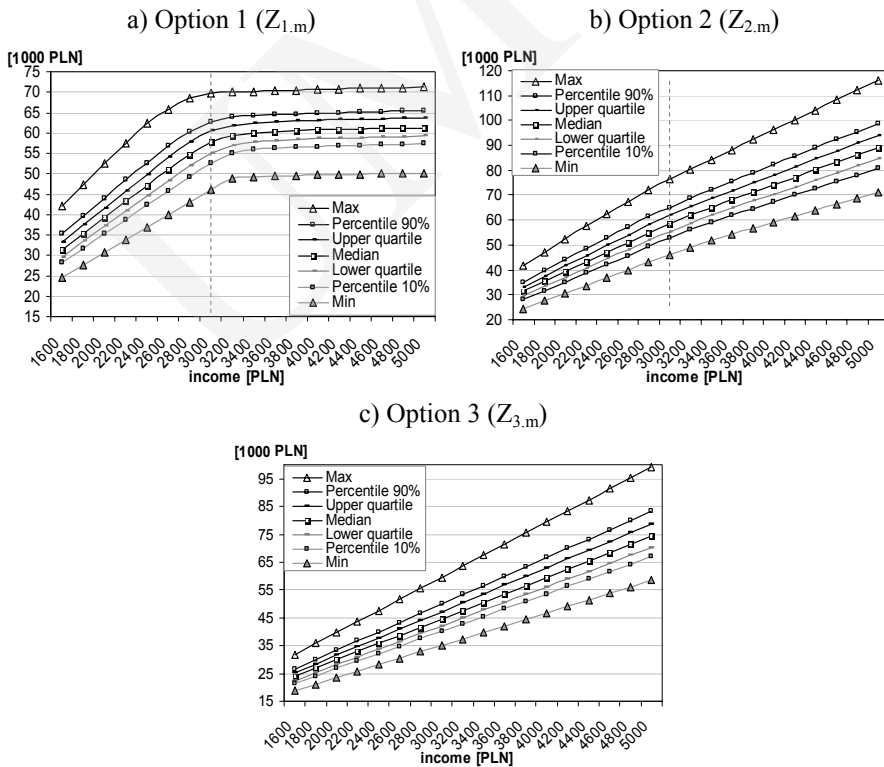 a) Option 1 (Z1.m)
[1000 PLN]
75
70
65
60
55
50
45
40
35
30
25
20
15
Max
Percentile 90%
Upper quartile
Median
Lower quartile
Percentile 10%
Min
1600 1800 2000 2200 2400 2600 2800 3000 3200 3400 3600 3800 4000 4200 4400 4600 4800 5000
income [PLN]
b) Option 2 (Z2.m)
[1000 PLN]
120
110
100
90
80
70
60
50
40
30
20
Max
Percentile 90%
Upper quartile
Median
Lower quartile
Percentile 10%
Min
1600 1800 2000 2200 2400 2600 2800 3000 3200 3400 3600 3800 4000 4200 4400 4600 4800 5000
income [PLN]
c) Option 3 (Z3.m)
[1000 PLN]
95
85
75
65
55
45
35
25
15
Max
Percentile 90%
Upper quartile
Median
Lower quartile
Percentile 10%
Min
1600 1800 2000 2200 2400 2600 2800 3000 3200 3400 3600 3800 4000 4200 4400 4600 4800 5000
income [PLN]